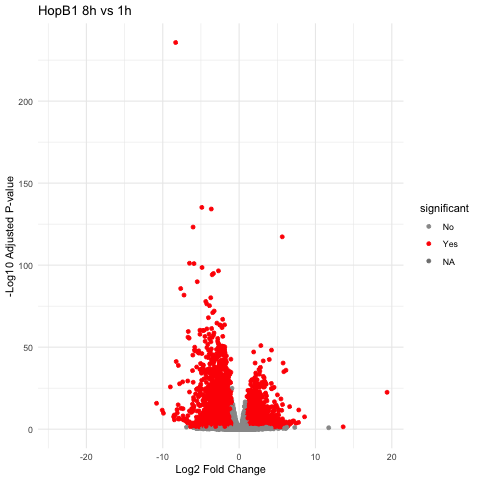 HopB1 8h vs 1h
-Log10 Adjusted P-value
200
150
100
50
0
-20
-10
0
10
20
Log2 Fold Change
significant
No
Yes
NA